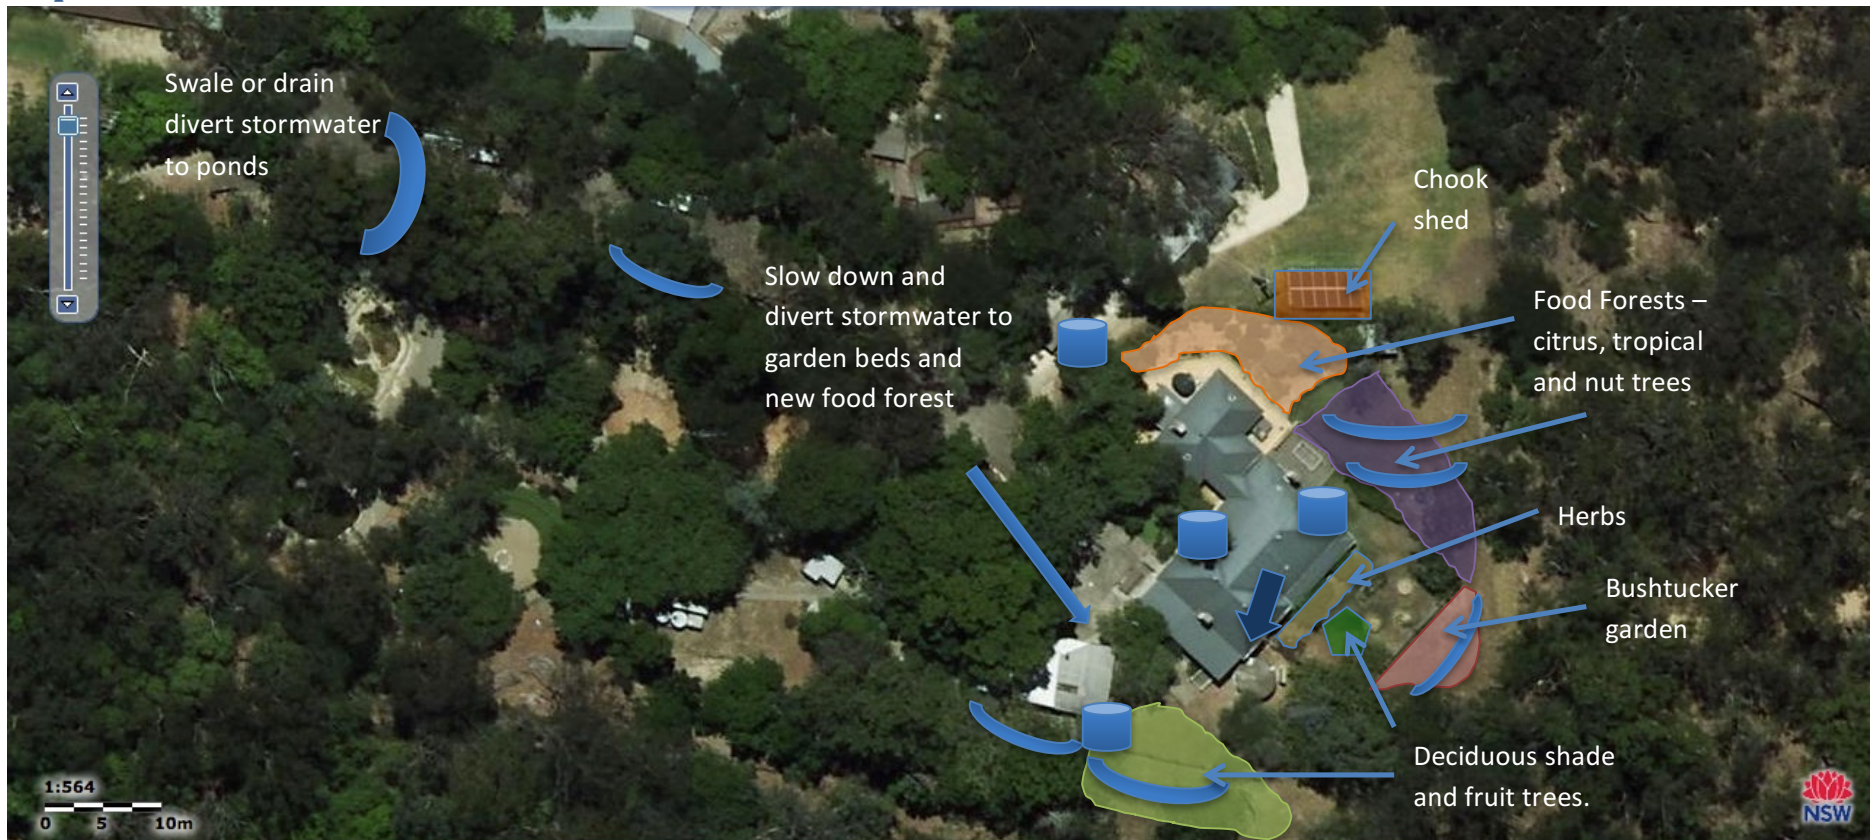 Swale or drain
divert stormwater
to ponds
Slow down and
divert stormwater to
garden beds and
new food forest
Chook
shed
Food Forests –
citrus, tropical
and nut trees
Herbs
Bushtucker
garden
Deciduous shade
and fruit trees.
1:564
0 5 10m
NSW